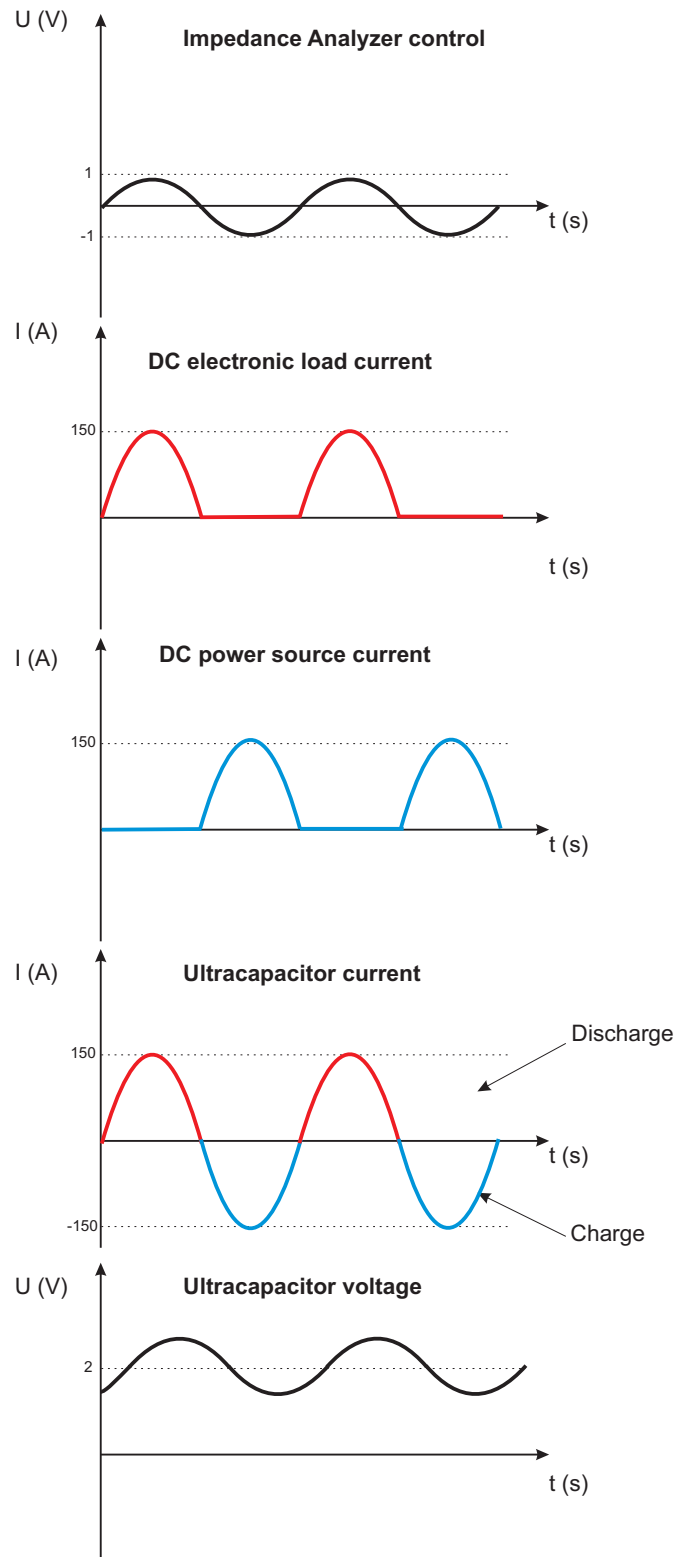 U (V)
Impedance Analyzer control
1
-1
t (s)
I (A)
DC electronic load current
150
t (s)
I (A)
DC power source current
150
t (s)
I (A)
Ultracapacitor current
150
Discharge
t (s)
-150
Charge
U (V)
Ultracapacitor voltage
2
t (s)